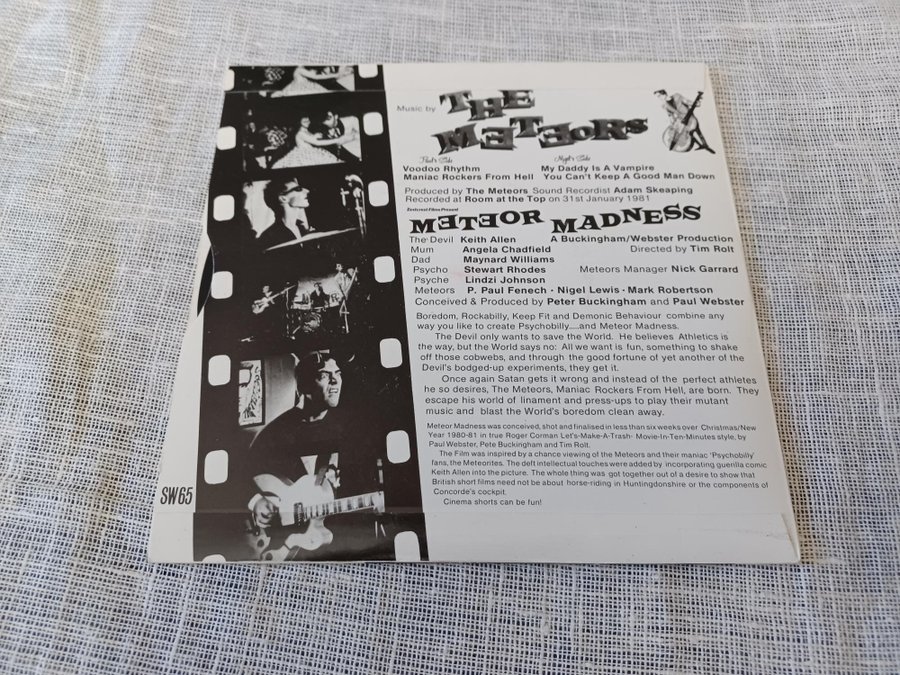 Music by THE
METEORS
Paul's Side Nigel's Side
Voodoo Rhythm My Daddy Is A Vampire
Maniac Rockers From Hell You Can't Keep A Good Man Down
Produced by The Meteors Sound Recordist Adam Skeaping
Recorded at Room at the Top on 31st January 1981
Films Present
METEOR MADNESS
The Devil Keith Allen A Buckingham/Webster Production
Mum Angela Chadfield Directed by Tim Rolt
Dad Maynard Williams
Psycho Stewart Rhodes Meteors Manager Nick Garrard
Psyche Lindzi Johnson
Meteors P. Paul Fenech · Nigel Lewis · Mark Robertson
Conceived & Produced by Peter Buckingham and Paul Webster
Boredom, Rockabilly, Keep Fit and Demonic Behaviour combine any
way you like to create Psychobilly....and Meteor Madness.
The Devil only wants to save the World. He believes Athletics is
the way, but the World says no: All we want is fun, something to shake
off those cobwebs, and through the good fortune of yet another of the
Devil's bodged-up experiments, they get it.
Once again Satan gets it wrong and instead of the perfect athletes
he so desires, The Meteors, Maniac Rockers From Hell, are born. They
escape his world of linament and press-ups to play their mutant
music and blast the World's boredom clean away.
Meteor Madness was conceived, shot and finalised in less than six weeks over Christmas/New
Year 1980-81 in true Roger Corman Let's-Make-A-Trash- Movie-In-Ten-Minutes style, by
Paul Webster, Pete Buckingham and Tim Rolt.
The Film was inspired by a chance viewing of the Meteors and their maniac 'Psychobilly'
fans, the Meteorites. The deft intellectual touches were added by incorporating guerilla comic
Keith Allen into the picture. The whole thing was got together out of a desire to show that
British short films need not be about horse-riding in Huntingdonshire or the components of
Concorde's cockpit.
Cinema shorts can be fun!
SW65